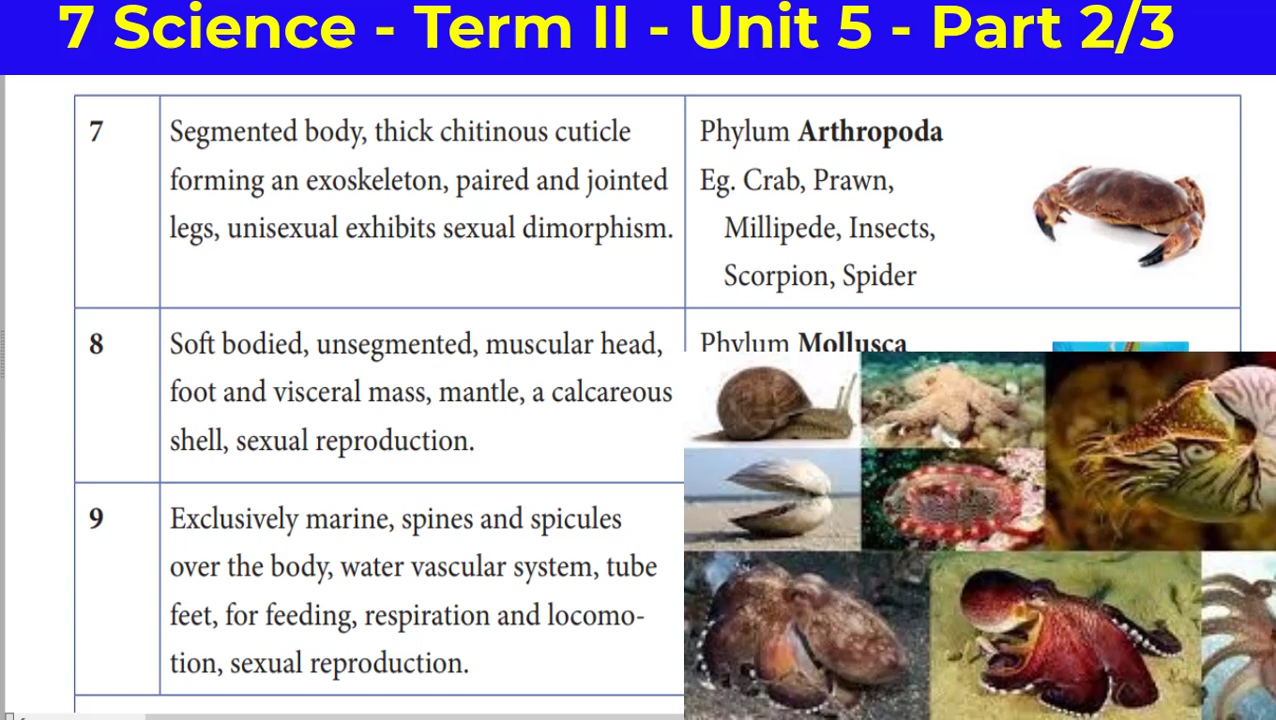 7 Science - Term II - Unit 5 - Part 2/3
7
Segmented body, thick chitinous cuticle
forming an exoskeleton, paired and jointed
legs, unisexual exhibits sexual dimorphism.
Phylum Arthropoda
Eg. Crab, Prawn,
Millipede, Insects,
Scorpion, Spider
8
Soft bodied, unsegmented, muscular head,
foot and visceral mass, mantle, a calcareous
shell, sexual reproduction.
Phylum Mollusca
9
Exclusively marine, spines and spicules
over the body, water vascular system, tube
feet, for feeding, respiration and locomo-
tion, sexual reproduction.